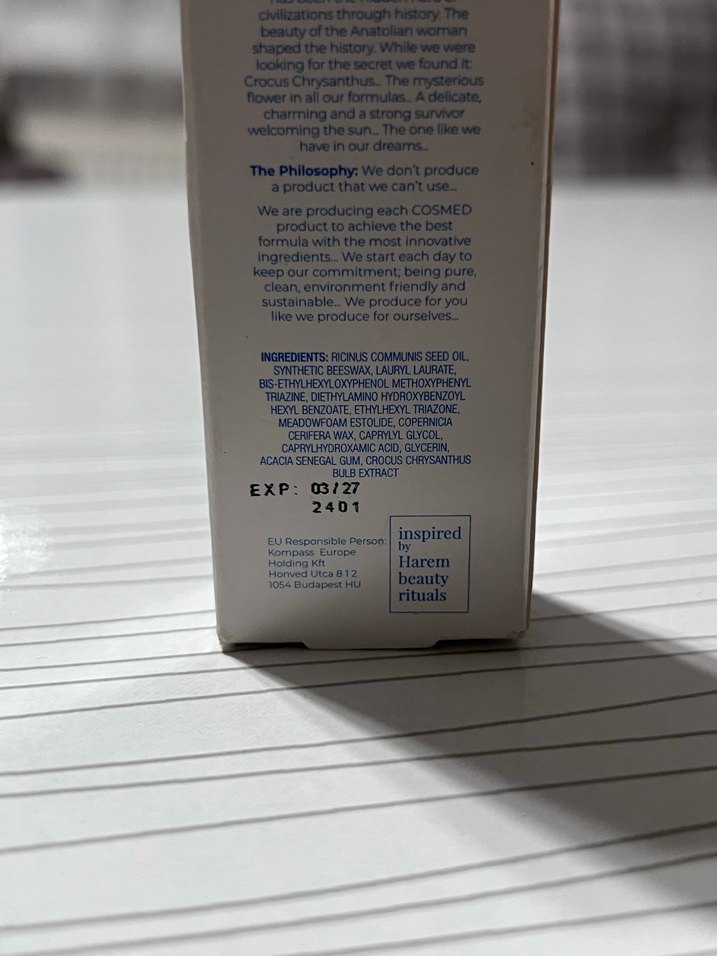 has been the hidden hero of
civilizations through history. The
beauty of the Anatolian woman
shaped the history. While we were
looking for the secret we found it:
Crocus Chrysanthus... The mysterious
flower in all our formulas... A delicate,
charming and a strong survivor
welcoming the sun... The one like we
have in our dreams...
The Philosophy: We don't produce
a product that we can't use...
We are producing each COSMED
product to achieve the best
formula with the most innovative
ingredients... We start each day to
keep our commitment; being pure,
clean, environment friendly and
sustainable... We produce for you
like we produce for ourselves...
INGREDIENTS: RICINUS COMMUNIS SEED OIL,
SYNTHETIC BEESWAX, LAURYL LAURATE,
BIS-ETHYLHEXYLOXYPHENOL METHOXYPHENYL
TRIAZINE, DIETHYLAMINO HYDROXYBENZOYL
HEXYL BENZOATE, ETHYLHEXYL TRIAZONE,
MEADOWFOAM ESTOLIDE, COPERNICIA
CERIFERA WAX, CAPRYLYL GLYCOL,
CAPRYLHYDROXAMIC ACID, GLYCERIN,
ACACIA SENEGAL GUM, CROCUS CHRYSANTHUS
BULB EXTRACT
EXP: 03/27
2401
EU Responsible Person:
Kompass Europe
Holding Kft
Honved Utca 8 1 2
1054 Budapest HU
inspired
by
Harem
beauty
rituals